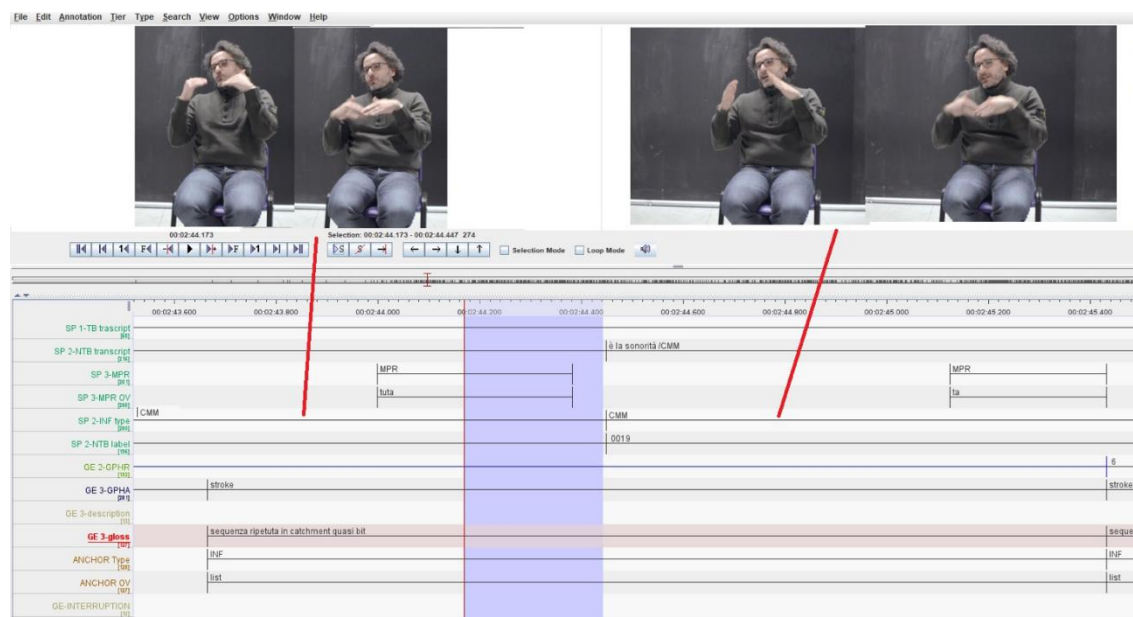 File Edit Annotation Tier Type Search View Options Window Help
00:02:44.173 Selection: 00:02:44.173 - 00:02:44.447 274
Selection Mode Loop Mode
00:02:43.600 00:02:43.800 00:02:44.000 00:02:44.200 00:02:44.400 00:02:44.600 00:02:44.800 00:02:45.000 00:02:45.200 00:02:45.400
SP 1-TB trascript
SP 2-NTB transcript è la sonorità /CMM
SP 3-MPR MPR MPR
SP 3-MPR OV tuta ta
SP 2-INF type CMM CMM
SP 2-NTB label 0019
GE 2-GPHR 6
GE 3-GPHA stroke stroke
GE 3-description
GE 3-gloss sequenza ripetuta in catchment quasi bit seque
ANCHOR Type INF INF
ANCHOR OV list list
GE-INTERRUPTION